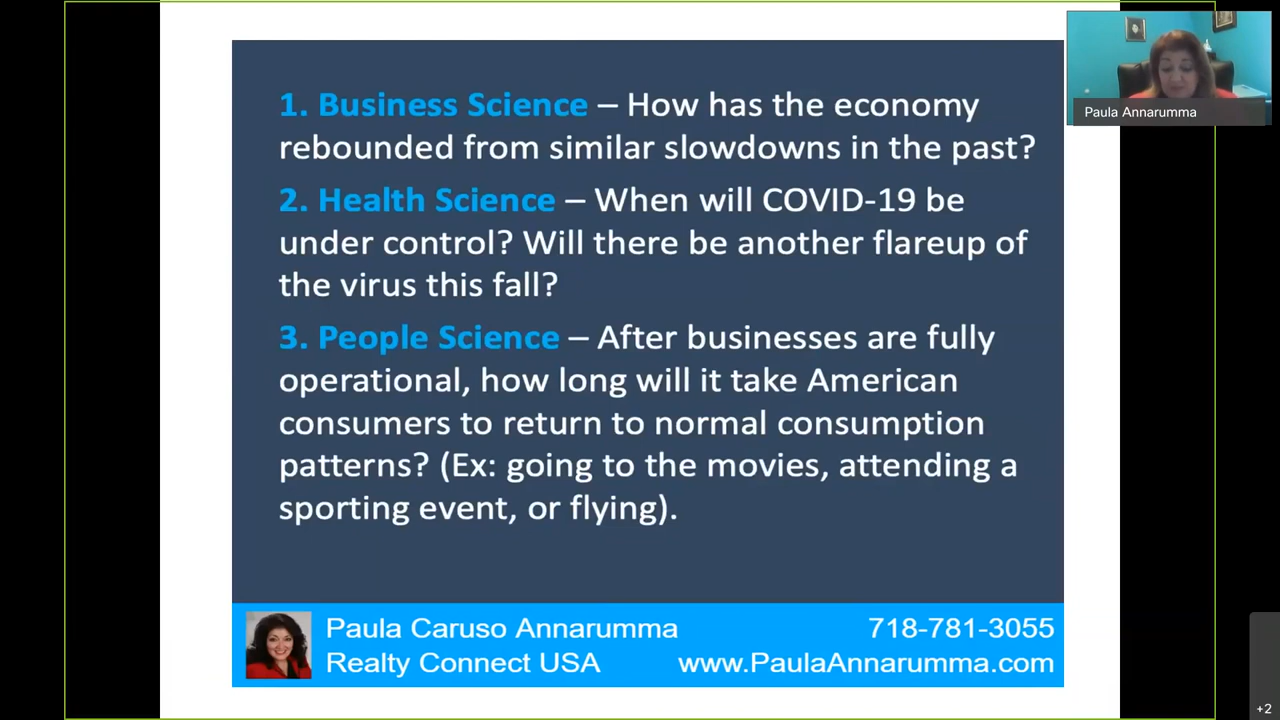 1. Business Science – How has the economy
rebounded from similar slowdowns in the past?
2. Health Science – When will COVID-19 be
under control? Will there be another flareup of
the virus this fall?
3. People Science – After businesses are fully
operational, how long will it take American
consumers to return to normal consumption
patterns? (Ex: going to the movies, attending a
sporting event, or flying).
Paula Annarumma
Paula Caruso Annarumma
718-781-3055
Realty Connect USA
www.PaulaAnnarumma.com
+2